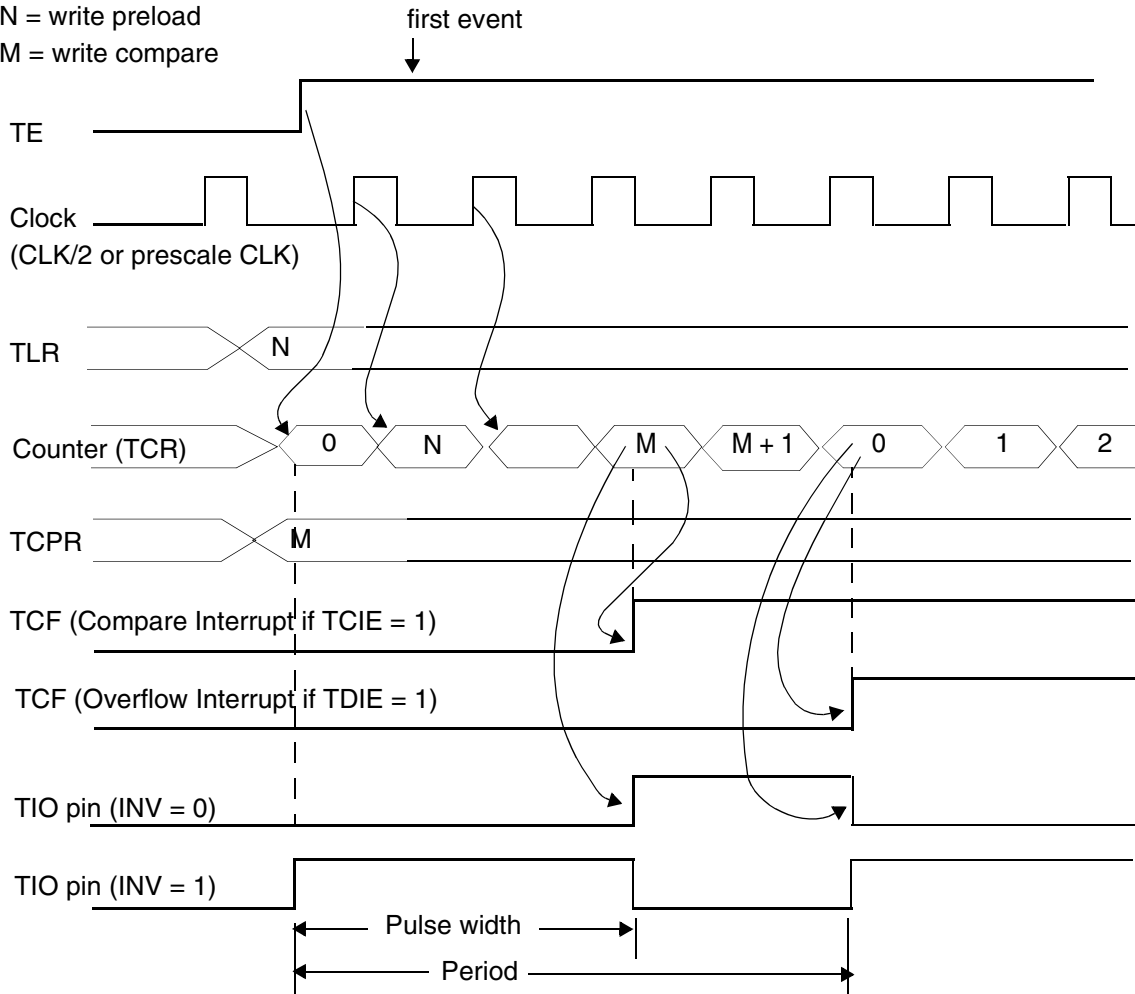 N = write preload
first event
M = write compare
TE
Clock
(CLK/2 or prescale CLK)
TLR
N
Counter (TCR)
0
N
M
M + 1
0
1
2
TCPR
M
TCF (Compare Interrupt if TCIE = 1)
TCF (Overflow Interrupt if TDIE = 1)
TIO pin (INV = 0)
TIO pin (INV = 1)
Pulse width
Period